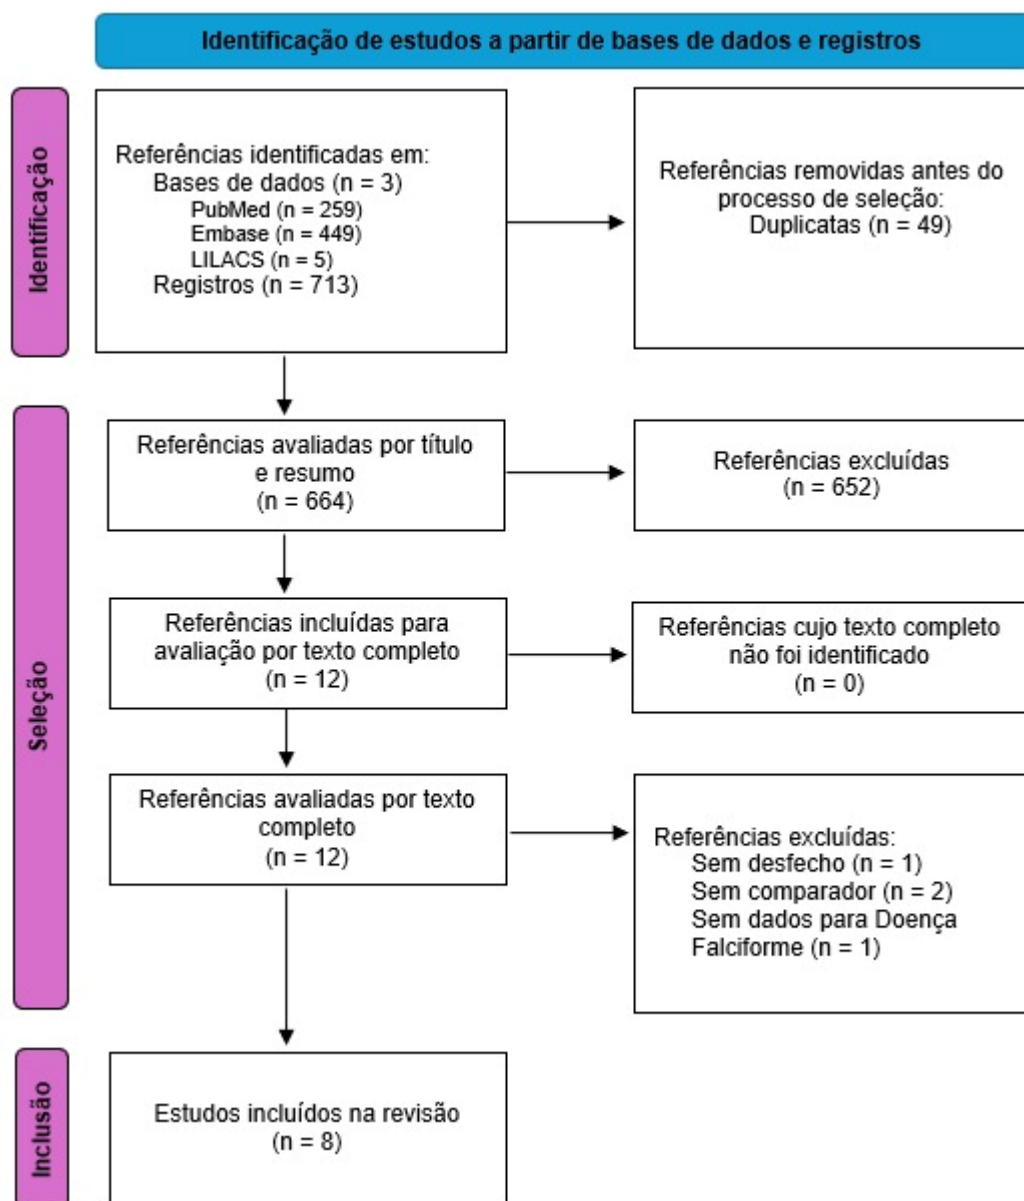 Identificação de estudos a partir de bases de dados e registros
Identificação
Referências identificadas em:
Bases de dados (n = 3)
PubMed (n = 259)
Embase (n = 449)
LILACS (n = 5)
Registros (n = 713)
Referências removidas antes do
processo de seleção:
Duplicatas (n = 49)
Seleção
Referências avaliadas por título
e resumo
(n = 664)
Referências excluídas
(n = 652)
Referências incluídas para
avaliação por texto completo
(n = 12)
Referências cujo texto completo
não foi identificado
(n = 0)
Referências avaliadas por texto
completo
(n = 12)
Referências excluídas:
Sem desfecho (n = 1)
Sem comparador (n = 2)
Sem dados para Doença
Falciforme (n = 1)
Inclusão
Estudos incluídos na revisão
(n = 8)